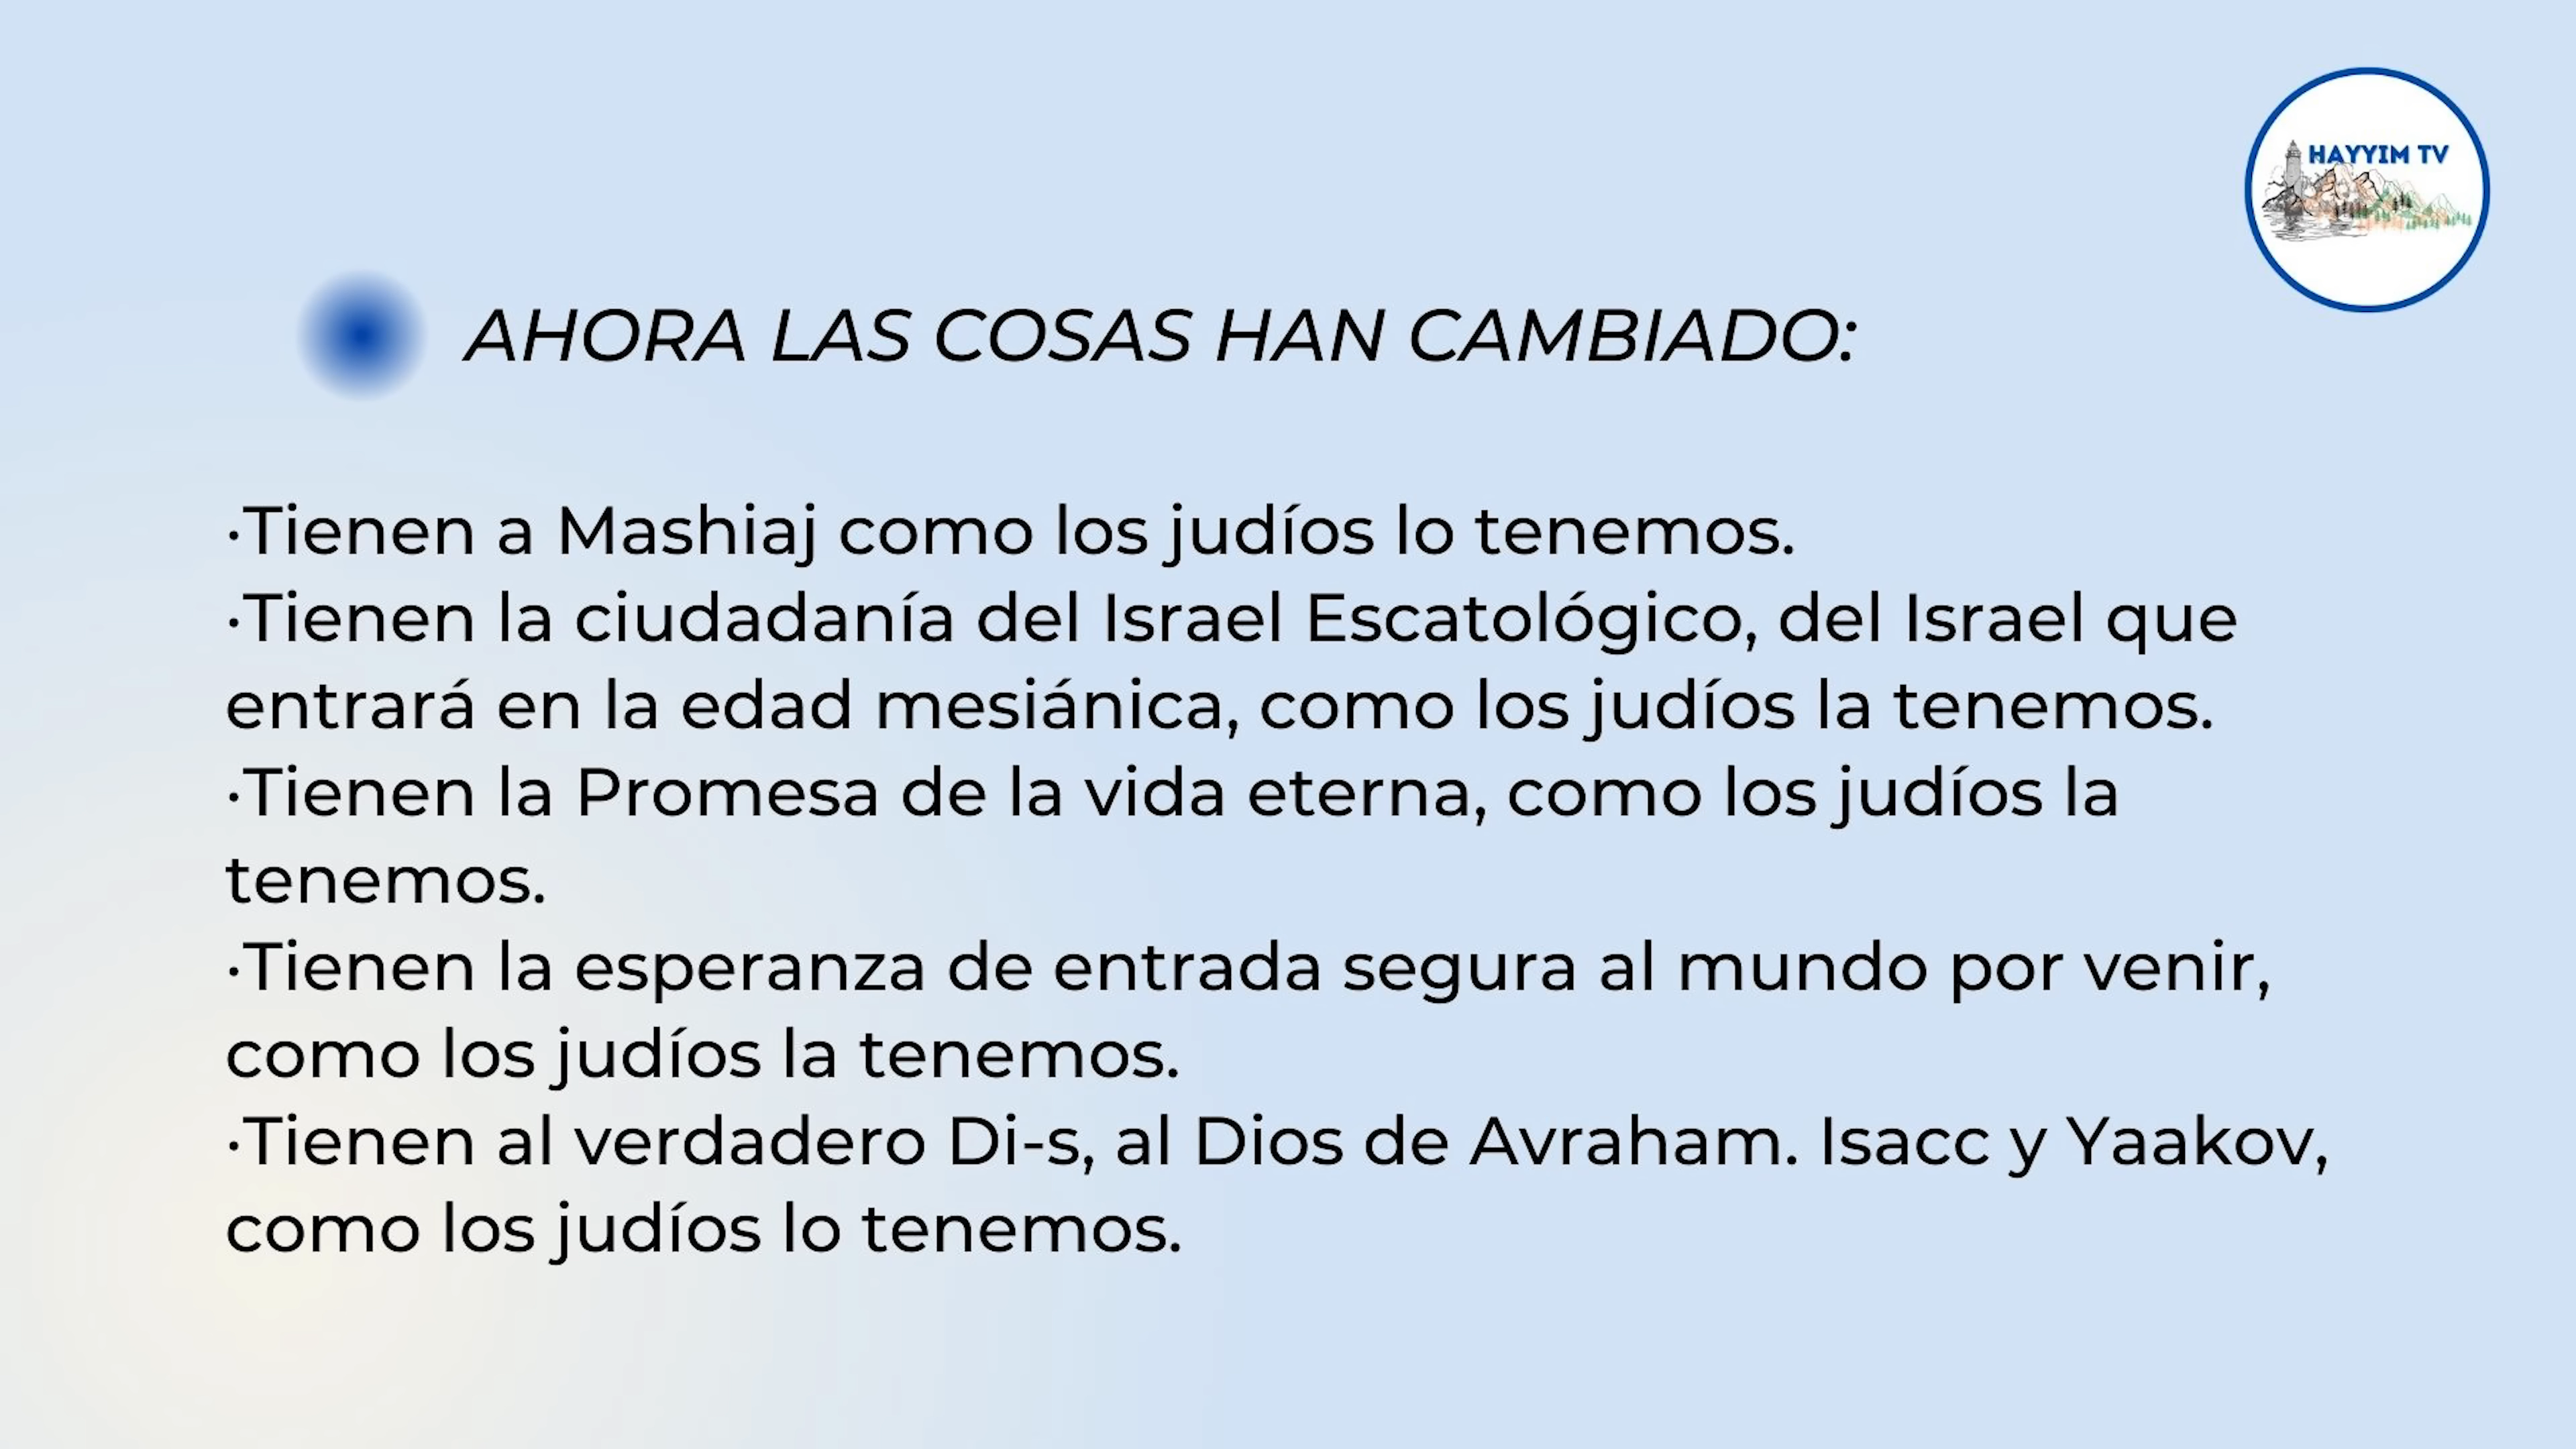 HAYYIM TV
AHORA LAS COSAS HAN CAMBIADO:
·Tienen a Mashiaj como los judíos lo tenemos.
·Tienen la ciudadanía del Israel Escatológico, del Israel que
entrará en la edad mesiánica, como los judíos la tenemos.
·Tienen la Promesa de la vida eterna, como los judíos la
tenemos.
·Tienen la esperanza de entrada segura al mundo por venir,
como los judíos la tenemos.
·Tienen al verdadero Di-s, al Dios de Avraham. Isacc y Yaakov,
como los judíos lo tenemos.